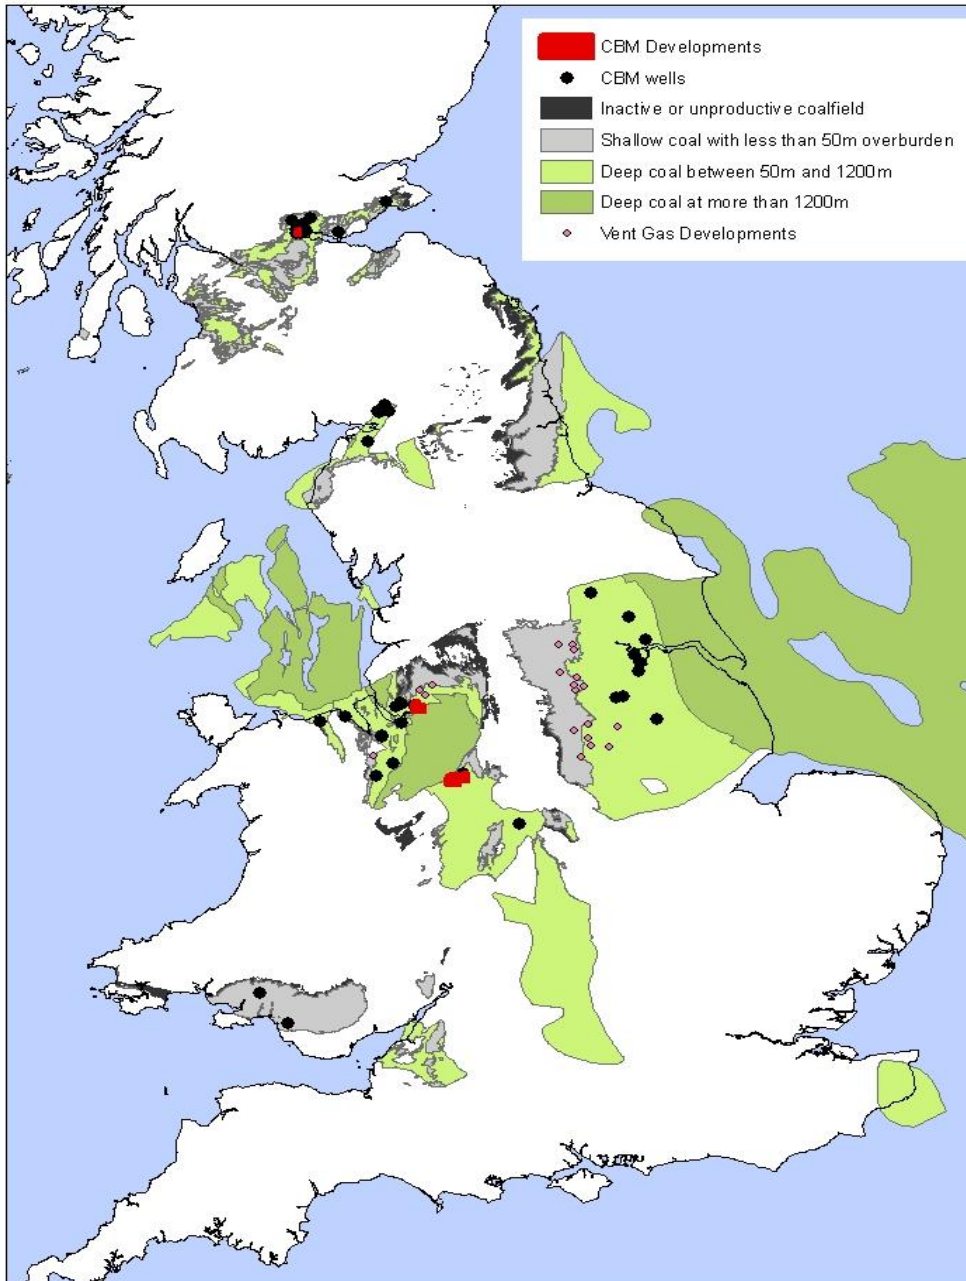 CBM Developments
CBM wells
Inactive or unproductive coalfield
Shallow coal with less than 50m overburden
Deep coal between 50m and 1200m
Deep coal at more than 1200m
Vent Gas Developments